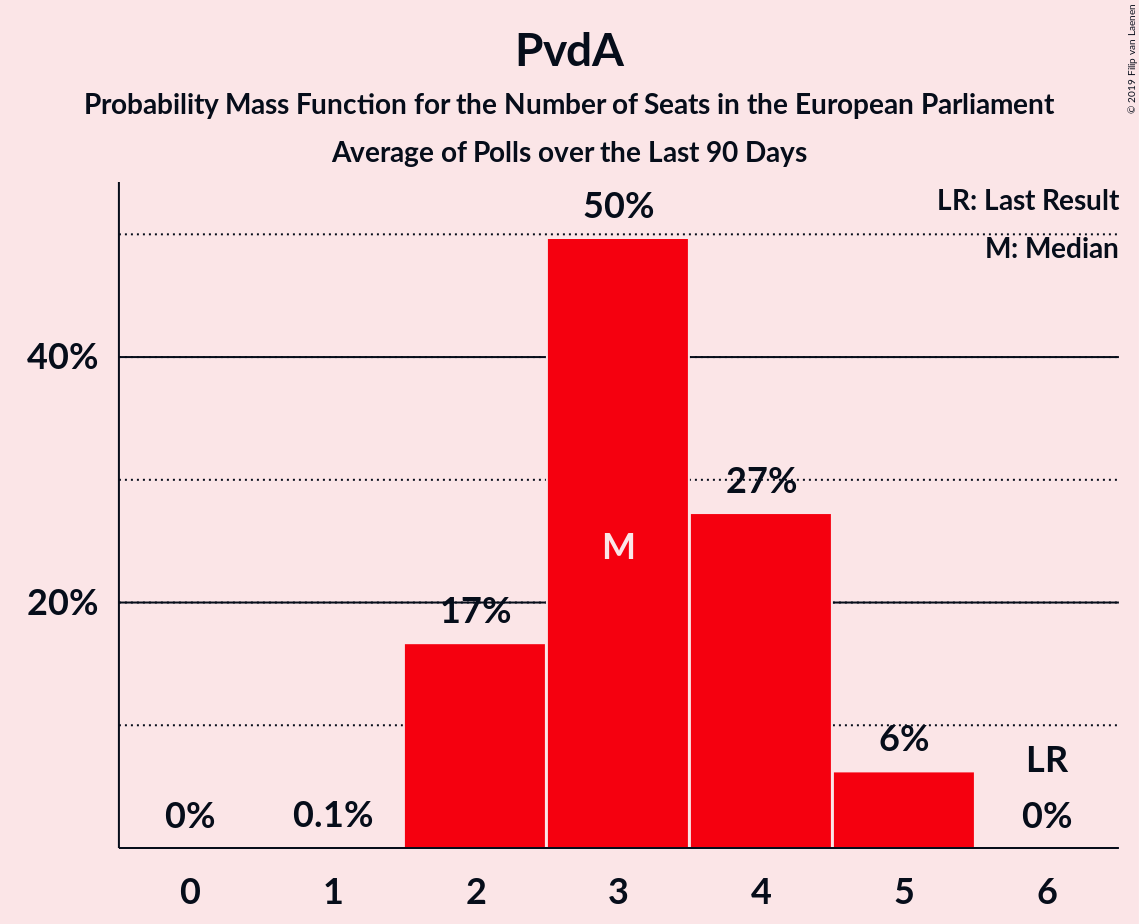 PvdA
Probability Mass Function for the Number of Seats in the European Parliament
Average of Polls over the Last 90 Days
© 2019 Filip van Laenen
LR: Last Result
M: Median
50%
40%
27%
M
20%
17%
6%
LR
0%
0.1%
0%
0 1 2 3 4 5 6